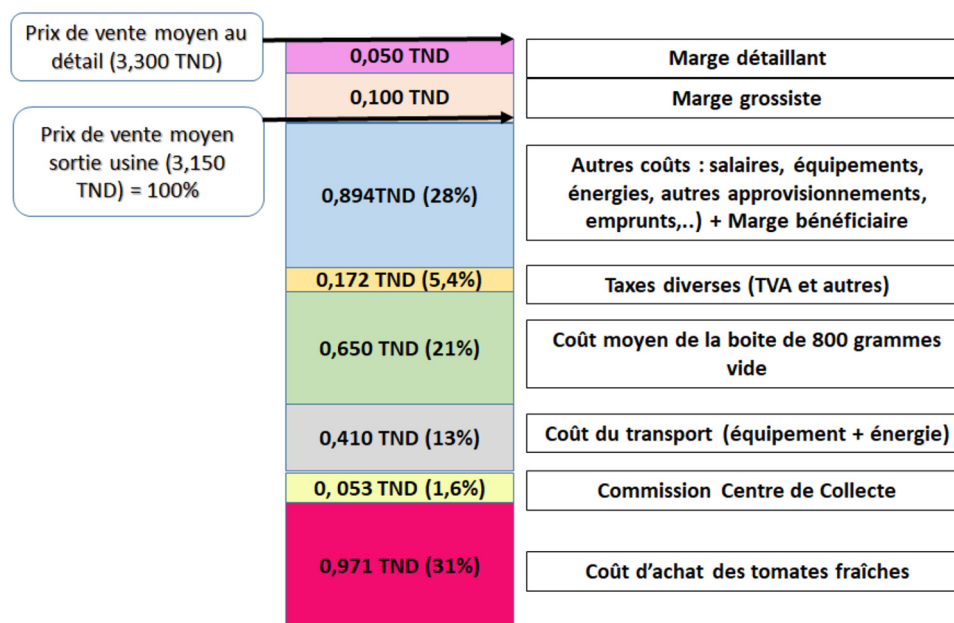 Prix de vente moyen au
détail (3,300 TND)
0,050 TND
Marge détaillant
0,100 TND
Marge grossiste
Prix de vente moyen
sortie usine (3,150
TND) = 100%
0,894TND (28%)
Autres coûts : salaires, équipements,
énergies, autres approvisionnements,
emprunts,..) + Marge bénéficiaire
0,172 TND (5,4%)
Taxes diverses (TVA et autres)
0,650 TND (21%)
Coût moyen de la boite de 800 grammes
vide
0,410 TND (13%)
Coût du transport (équipement + énergie)
0, 053 TND (1,6%)
Commission Centre de Collecte
0,971 TND (31%)
Coût d’achat des tomates fraîches